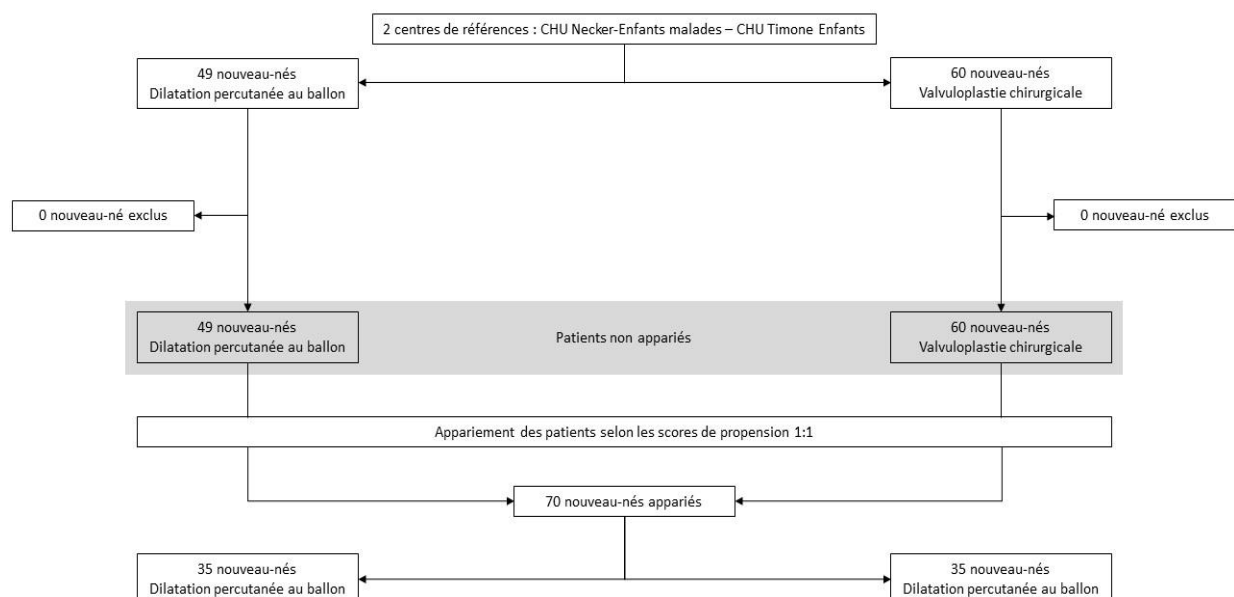 2 centres de références : CHU Necker-Enfants malades – CHU Timone Enfants
49 nouveau-nés
Dilatation percutanée au ballon
60 nouveau-nés
Valvuloplastie chirurgicale
0 nouveau-né exclus
0 nouveau-né exclus
49 nouveau-nés
Dilatation percutanée au ballon
Patients non appariés
60 nouveau-nés
Valvuloplastie chirurgicale
Appariement des patients selon les scores de propension 1:1
70 nouveau-nés appariés
35 nouveau-nés
Dilatation percutanée au ballon
35 nouveau-nés
Dilatation percutanée au ballon